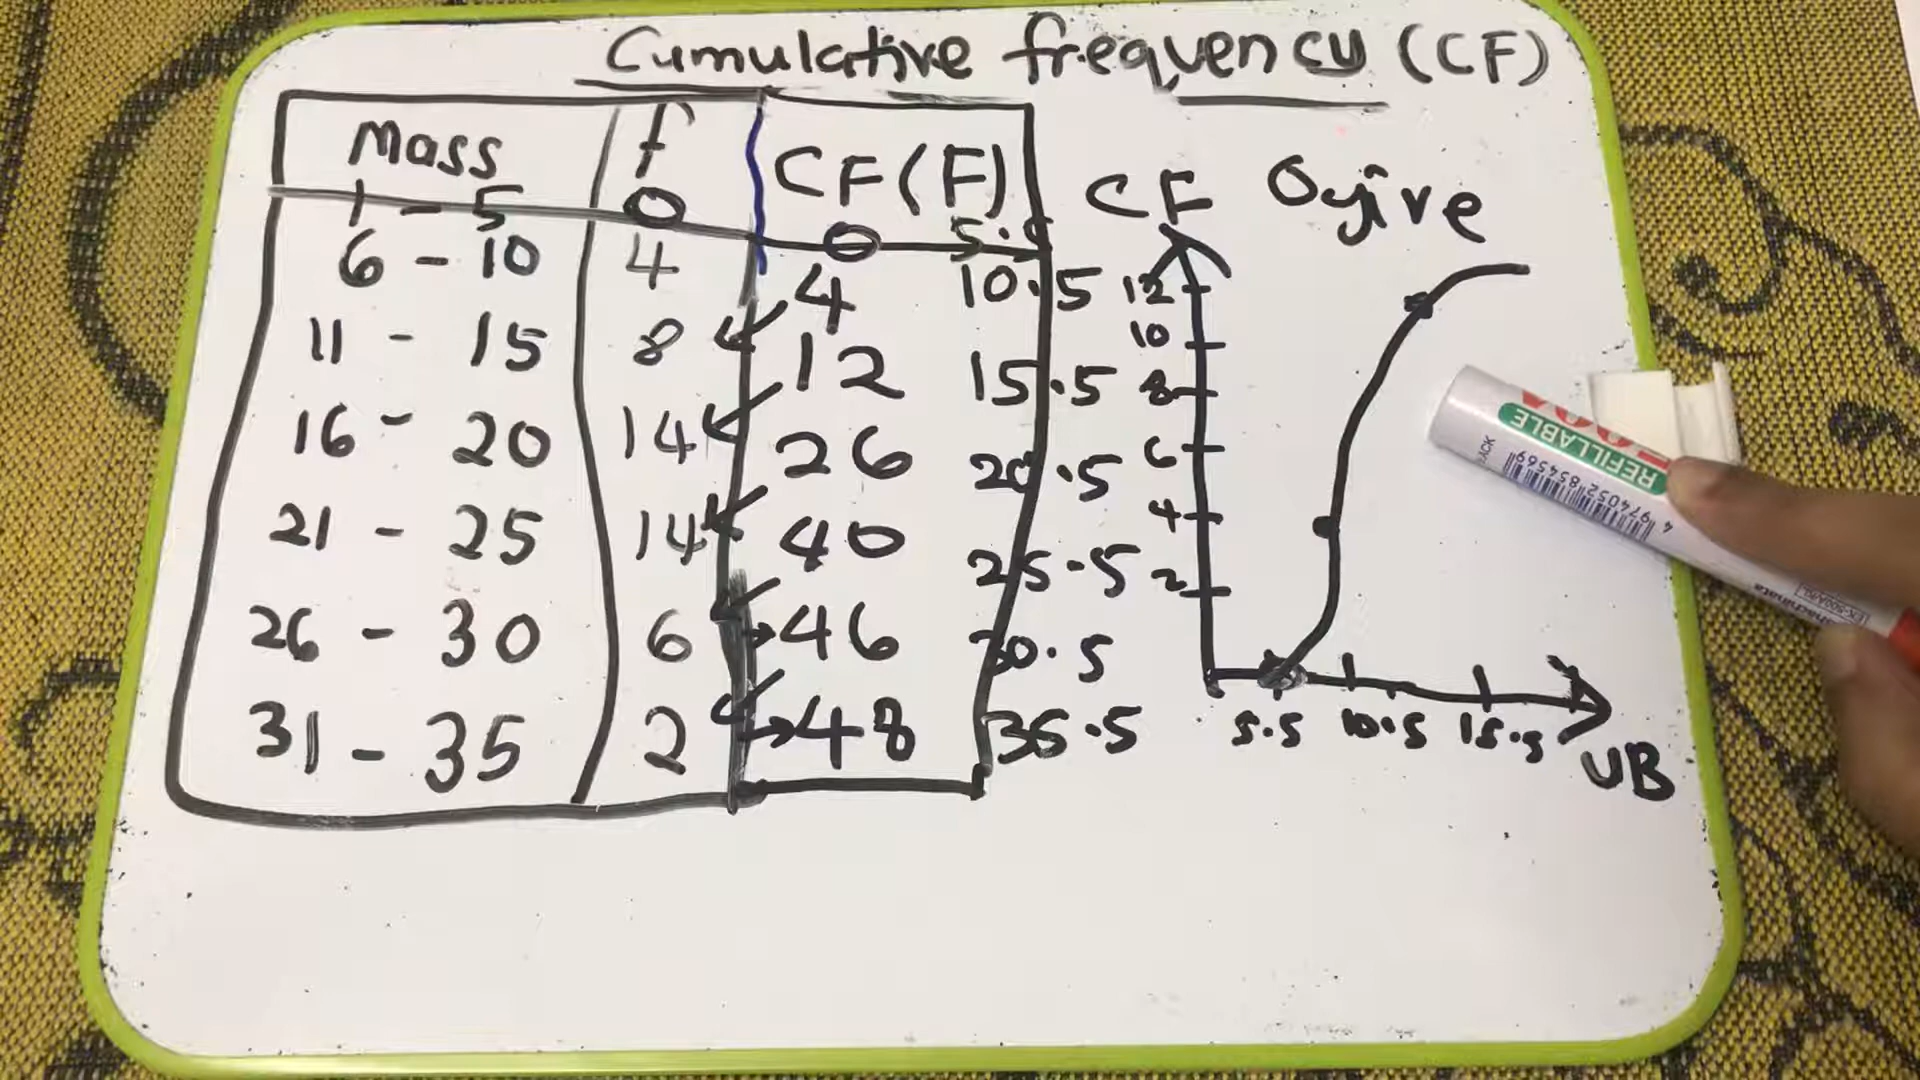 Cumulative frequency (CF)
Mass f CF (F)
1 - 5 0 0 5.5
6 - 10 4 4 10.5
11 - 15 8 12 15.5
16 - 20 14 26 20.5
21 - 25 14 40 25.5
26 - 30 6 46 30.5
31 - 35 2 48 35.5
CF Ogive
12
10
8
6
4
2
5.5 10.5 15.5
UB
REFILLABLE
4974052854569